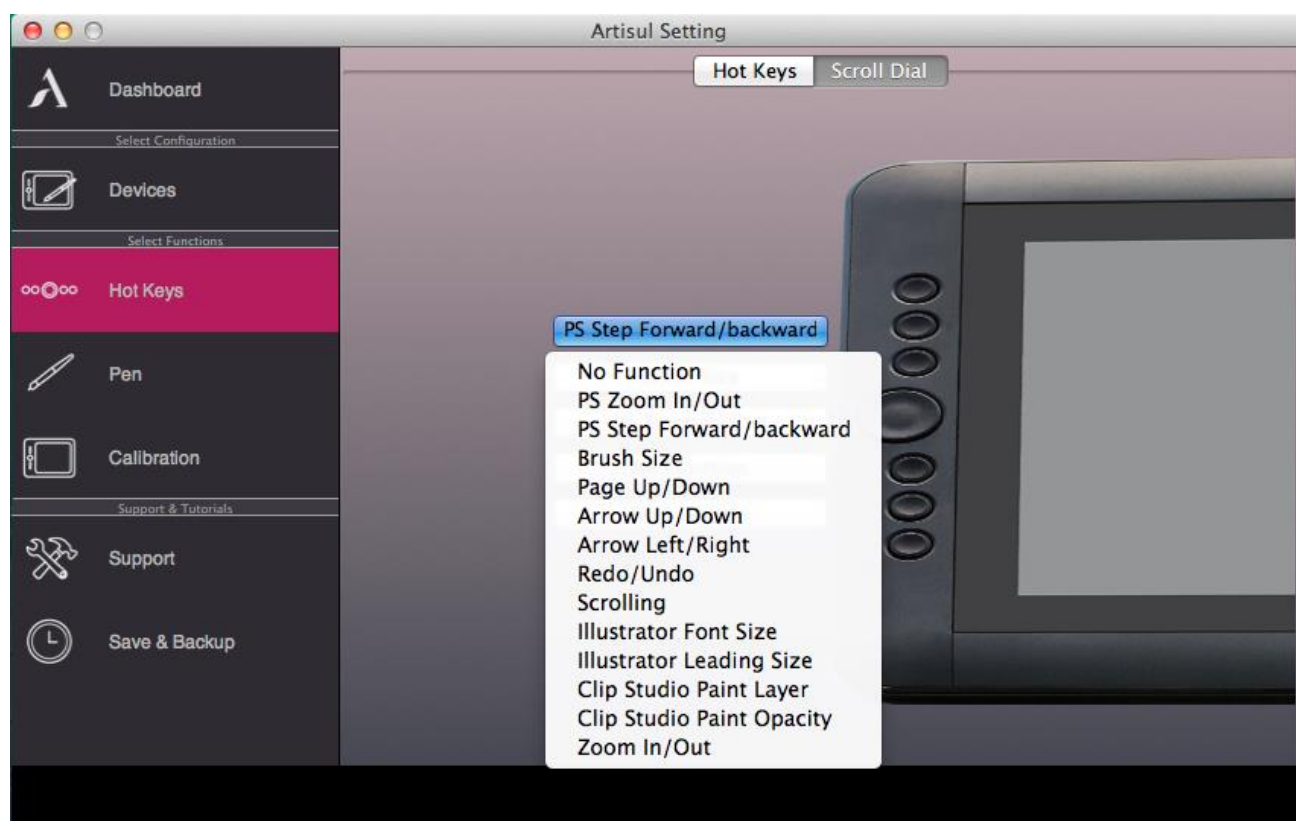 Artisul Setting
Hot Keys
Scroll Dial
Dashboard
Select Configuration
Devices
Select Functions
Hot Keys
Pen
Calibration
Support & Tutorials
Support
Save & Backup
PS Step Forward/backward
No Function
PS Zoom In/Out
PS Step Forward/backward
Brush Size
Page Up/Down
Arrow Up/Down
Arrow Left/Right
Redo/Undo
Scrolling
Illustrator Font Size
Illustrator Leading Size
Clip Studio Paint Layer
Clip Studio Paint Opacity
Zoom In/Out